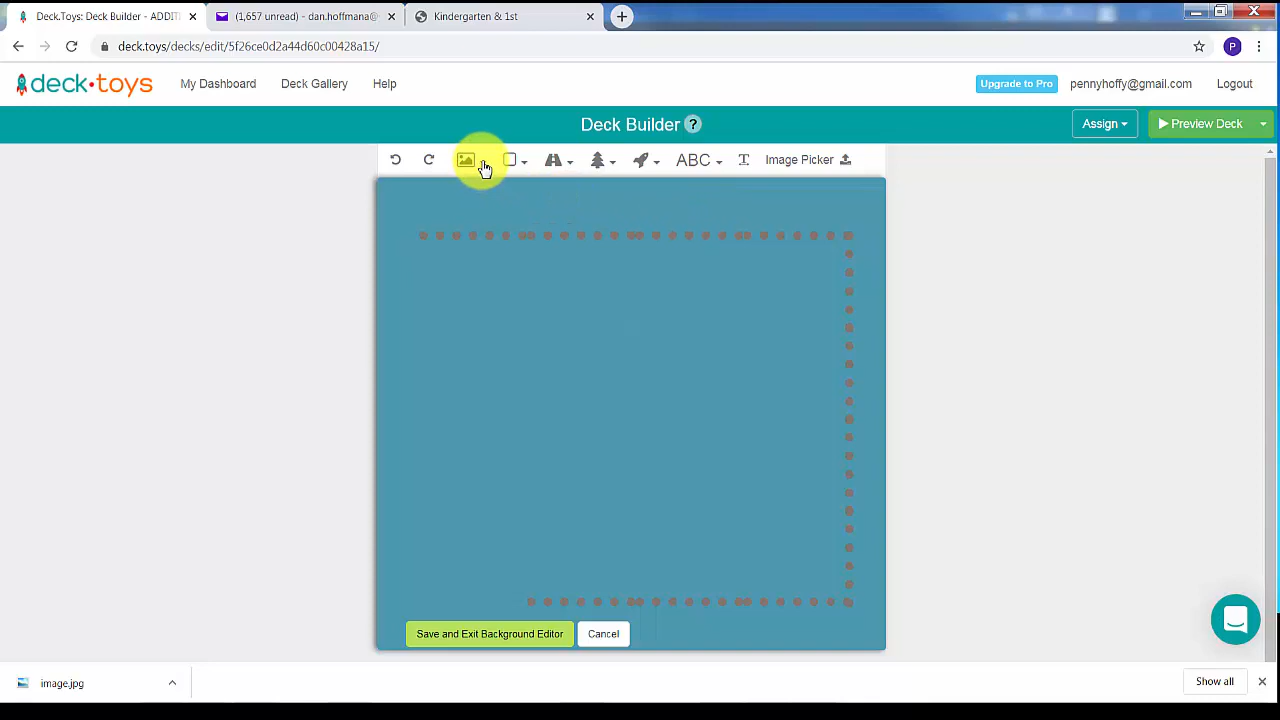 Deck.Toys: Deck Builder - ADDITI
(1,657 unread) - dan.hoffmana@
Kindergarten & 1st
deck.toys/decks/edit/5f26ce0d2a44d60c00428a15/
P
deck•toys
My Dashboard
Deck Gallery
Help
Upgrade to Pro
pennyhoffy@gmail.com
Logout
Deck Builder ?
Assign
Preview Deck
ABC
T
Image Picker
Save and Exit Background Editor
Cancel
image.jpg
Show all